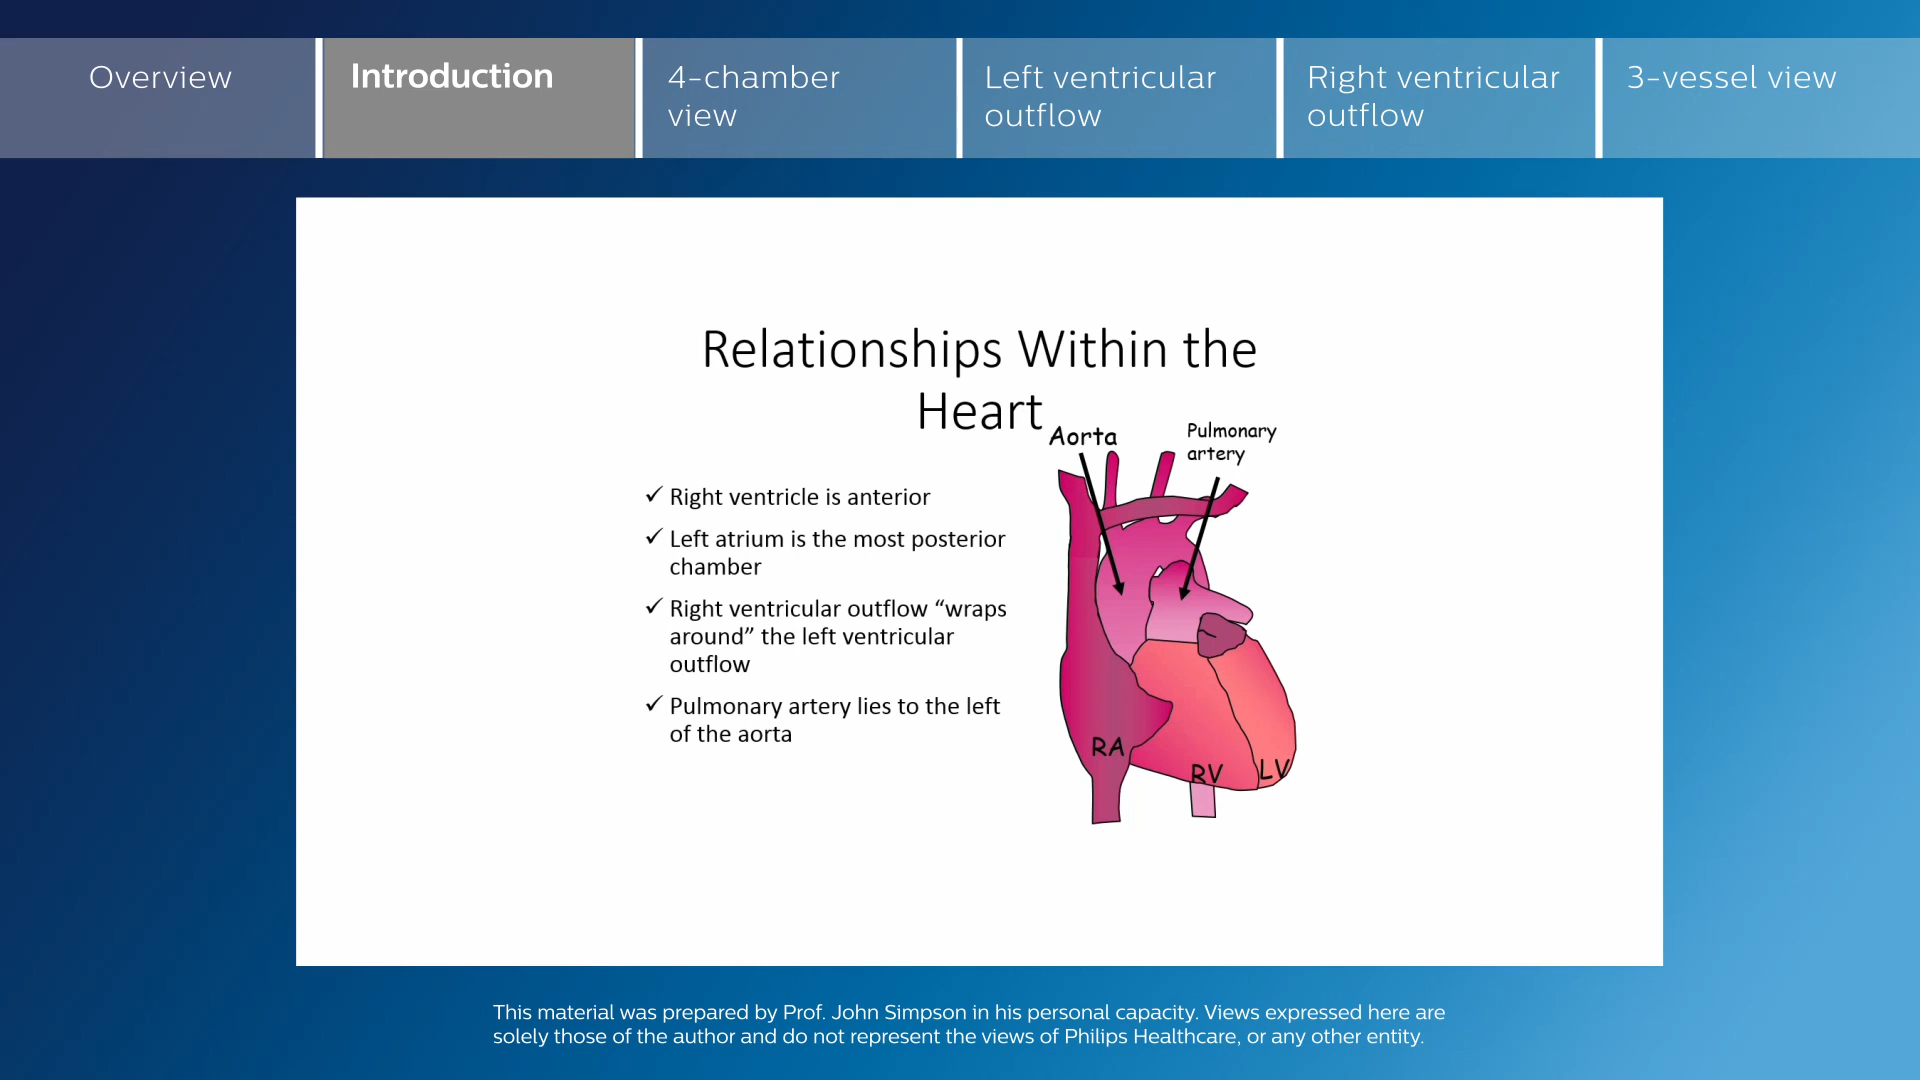 Overview
Introduction
4-chamber
view
Left ventricular
outflow
Right ventricular
outflow
3-vessel view
Relationships Within the
Heart
Aorta
Pulmonary
artery
✓ Right ventricle is anterior
✓ Left atrium is the most posterior
chamber
✓ Right ventricular outflow “wraps
around” the left ventricular
outflow
✓ Pulmonary artery lies to the left
of the aorta
RA
RV
LV
This material was prepared by Prof. John Simpson in his personal capacity. Views expressed here are
solely those of the author and do not represent the views of Philips Healthcare, or any other entity.